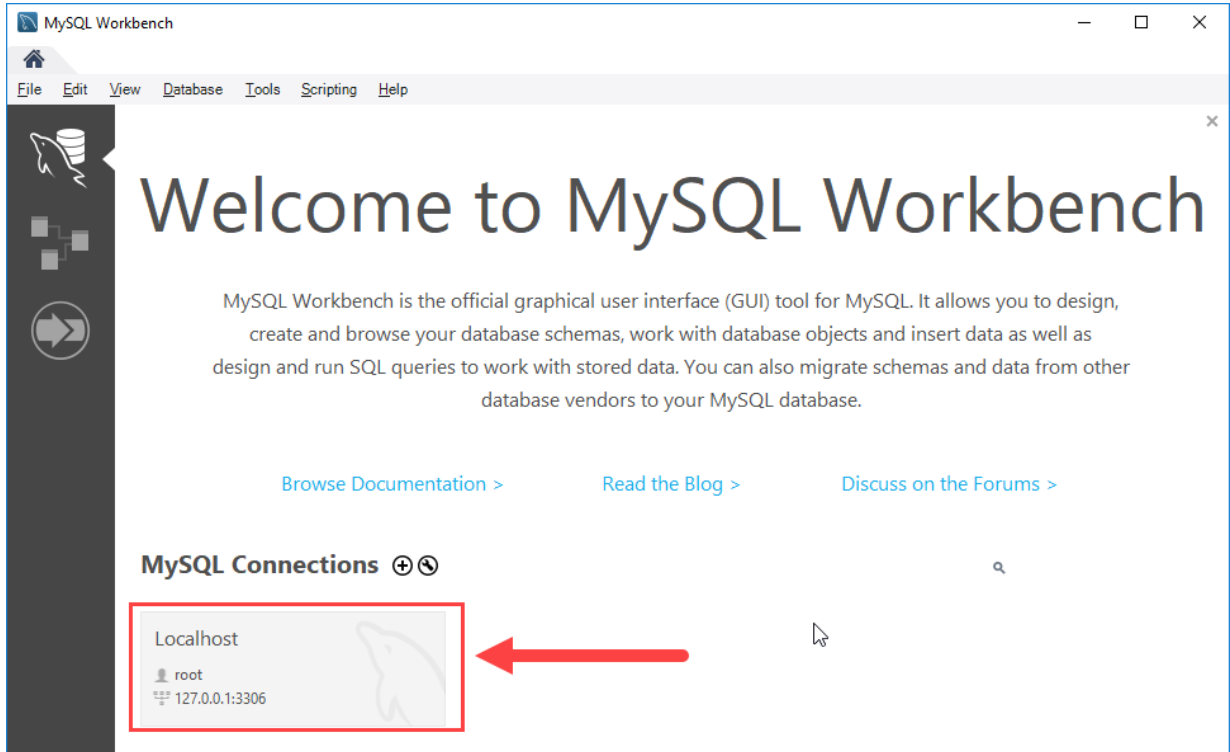 MySQL Workbench
File Edit View Database Tools Scripting Help
Welcome to MySQL Workbench
MySQL Workbench is the official graphical user interface (GUI) tool for MySQL. It allows you to design,
create and browse your database schemas, work with database objects and insert data as well as
design and run SQL queries to work with stored data. You can also migrate schemas and data from other
database vendors to your MySQL database.
Browse Documentation > Read the Blog > Discuss on the Forums >
MySQL Connections
Localhost
root
127.0.0.1:3306